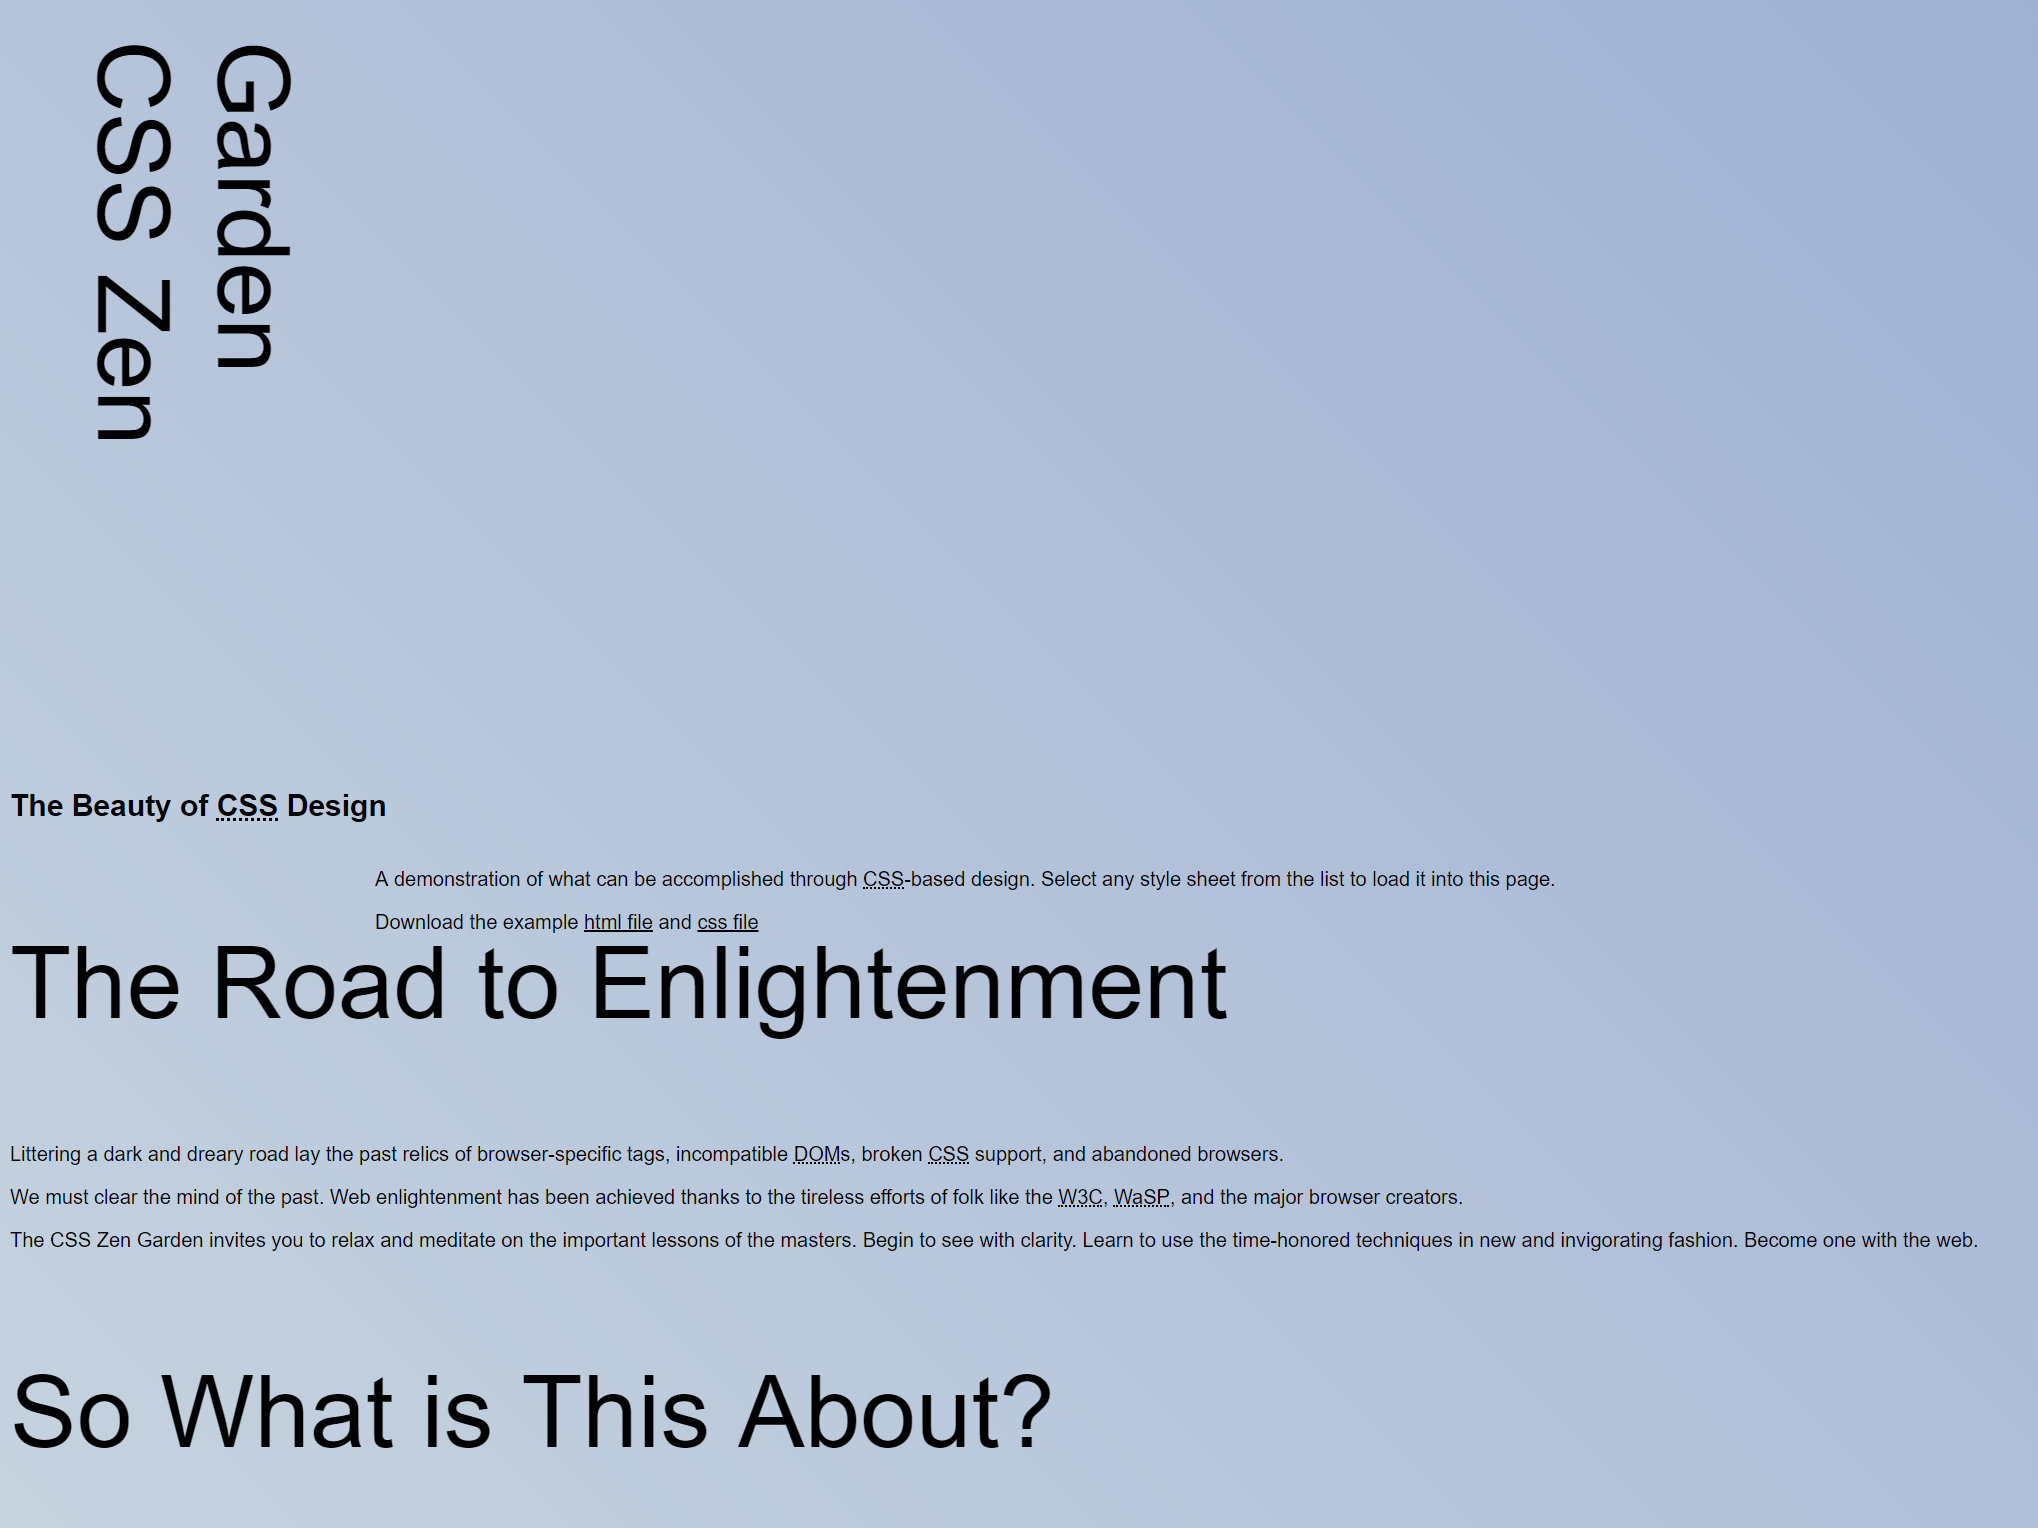 CSS Zen
Garden
The Beauty of CSS Design
A demonstration of what can be accomplished through CSS-based design. Select any style sheet from the list to load it into this page.
Download the example html file and css file
The Road to Enlightenment
Littering a dark and dreary road lay the past relics of browser-specific tags, incompatible DOMs, broken CSS support, and abandoned browsers.
We must clear the mind of the past. Web enlightenment has been achieved thanks to the tireless efforts of folk like the W3C, WaSP, and the major browser creators.
The CSS Zen Garden invites you to relax and meditate on the important lessons of the masters. Begin to see with clarity. Learn to use the time-honored techniques in new and invigorating fashion. Become one with the web.
So What is This About?